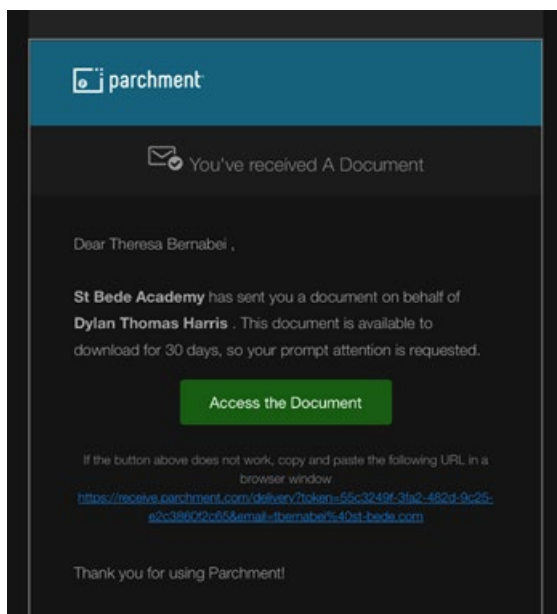 parchment
You've received A Document
Dear Theresa Bernabei ,
St Bede Academy has sent you a document on behalf of
Dylan Thomas Harris . This document is available to
download for 30 days, so your prompt attention is requested.
Access the Document
If the button above does not work, copy and paste the following URL in a
browser window
https://receive.parchment.com/delivery?token=55c3249f-3fa2-482d-9c25-
e2c3860f2c65&email=tbernabei%40st-bede.com
Thank you for using Parchment!